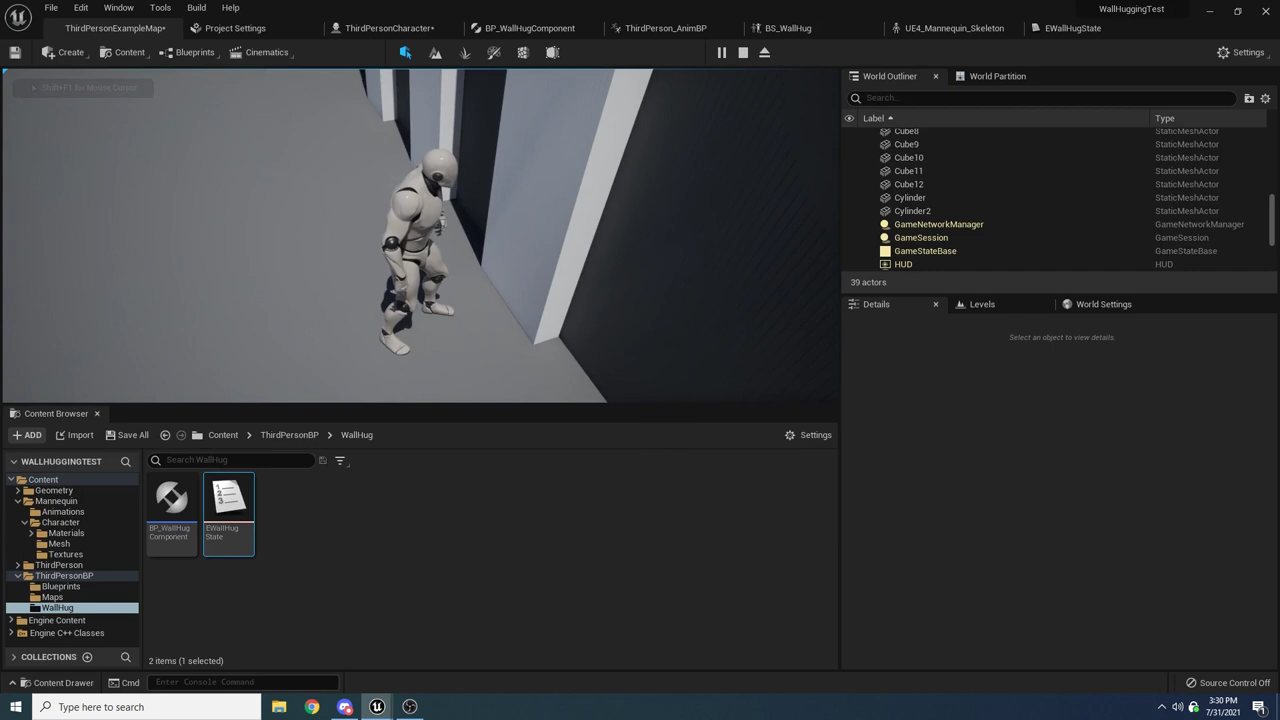 File Edit Window Tools Build Help
WallHuggingTest
ThirdPersonExampleMap*
Project Settings
ThirdPersonCharacter*
BP_WallHugComponent
ThirdPerson_AnimBP
BS_WallHug
UE4_Mannequin_Skeleton
EWallHugState
Create
Content
Blueprints
Cinematics
Settings
Shift+F1 for Mouse Cursor
World Outliner
World Partition
Search...
Label
Type
Cube8 StaticMeshActor
Cube9 StaticMeshActor
Cube10 StaticMeshActor
Cube11 StaticMeshActor
Cube12 StaticMeshActor
Cylinder StaticMeshActor
Cylinder2 StaticMeshActor
GameNetworkManager GameNetworkManager
GameSession GameSession
GameStateBase GameStateBase
HUD HUD
39 actors
Details
Levels
World Settings
Select an object to view details.
Content Browser
ADD
Import
Save All
Content
ThirdPersonBP
WallHug
Settings
WALLHUGGINGTEST
Search WallHug
Content
Geometry
Mannequin
Animations
Character
Materials
Mesh
Textures
ThirdPerson
ThirdPersonBP
Blueprints
Maps
WallHug
Engine Content
Engine C++ Classes
COLLECTIONS
BP_WallHug
Component
EWallHug
State
2 items (1 selected)
Content Drawer
Cmd
Enter Console Command
Source Control Off
Type here to search
3:30 PM
7/31/2021